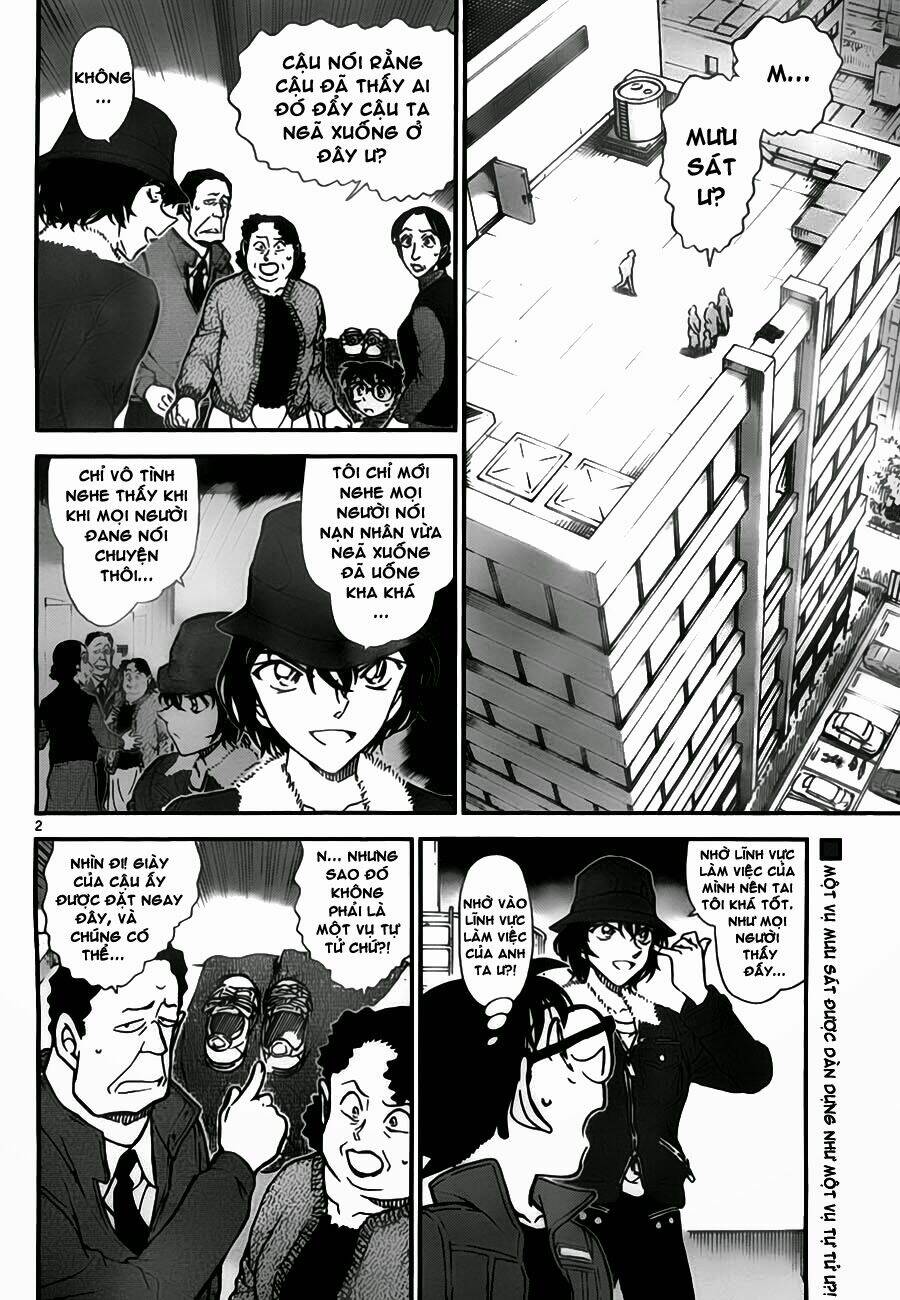 M...
MƯU
SÁT
Ư?
CẬU NÓI RẰNG
CẬU ĐÃ THẤY AI
ĐÓ ĐẨY CẬU TA
NGÃ XUỐNG Ở
ĐÂY Ư?
KHÔNG
...
TÔI CHỈ MỚI
NGHE MỌI
NGƯỜI NÓI
NẠN NHÂN VỪA
NGÃ XUỐNG
ĐÃ UỐNG
KHA KHÁ
...
CHỈ VÔ TÌNH
NGHE THẤY KHI
KHI MỌI NGƯỜI
ĐANG NÓI
CHUYỆN
THÔI...
2
MỘT VỤ MƯU SÁT ĐƯỢC DÀN DỰNG NHƯ MỘT VỤ TỰ TỬ?!
NHỜ LĨNH VỰC
LÀM VIỆC CỦA
MÌNH NÊN TAI
TÔI KHÁ TỐT.
NHƯ MỌI
NGƯỜI
THẤY
ĐẤY...
NHỜ VÀO
LĨNH VỰC
LÀM VIỆC
CỦA ANH
TA Ư?!
N... NHƯNG
SAO ĐÓ
KHÔNG
PHẢI LÀ
MỘT VỤ TỰ
TỬ CHỨ?!
NHÌN ĐI! GIÀY
CỦA CẬU ẤY
ĐƯỢC ĐẶT NGAY
ĐÂY, VÀ
CHÚNG CÓ
THỂ...